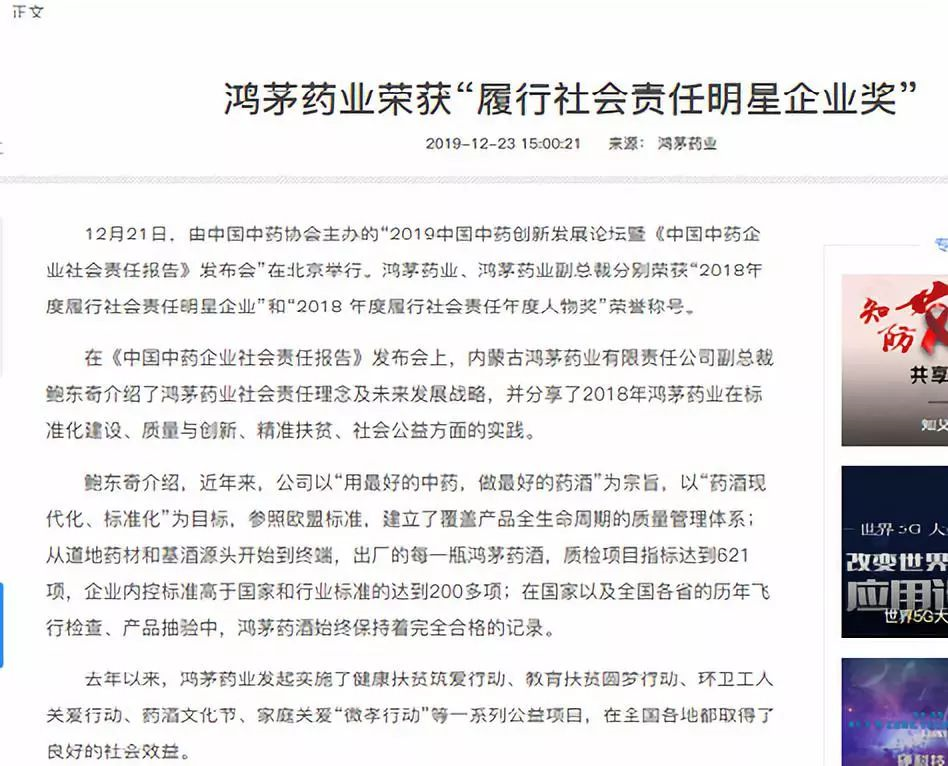 正文
鸿茅药业荣获“履行社会责任明星企业奖”
2019-12-23 15:00:21 来源： 鸿茅药业
12月21日，由中国中药协会主办的“2019中国中药创新发展论坛暨《中国中药企
业社会责任报告》发布会”在北京举行。鸿茅药业、鸿茅药业副总裁分别荣获“2018年
度履行社会责任明星企业”和“2018 年度履行社会责任年度人物奖”荣誉称号。
在《中国中药企业社会责任报告》发布会上，内蒙古鸿茅药业有限责任公司副总裁
鲍东奇介绍了鸿茅药业社会责任理念及未来发展战略，并分享了2018年鸿茅药业在标
准化建设、质量与创新、精准扶贫、社会公益方面的实践。
鲍东奇介绍，近年来，公司以“用最好的中药，做最好的药酒”为宗旨，以“药酒现
代化、标准化”为目标，参照欧盟标准，建立了覆盖产品全生命周期的质量管理体系；
从道地药材和基酒源头开始到终端，出厂的每一瓶鸿茅药酒，质检项目指标达到621
项，企业内控标准高于国家和行业标准的达到200多项；在国家以及全国各省的历年飞
行检查、产品抽验中，鸿茅药酒始终保持着完全合格的记录。
去年以来，鸿茅药业发起实施了健康扶贫筑爱行动、教育扶贫圆梦行动、环卫工人
关爱行动、药酒文化节、家庭关爱“微孝行动”等一系列公益项目，在全国各地都取得了
良好的社会效益。
知
防
共享
知艾
世界5G大
改变世界
应用
世界5G大
硬科技